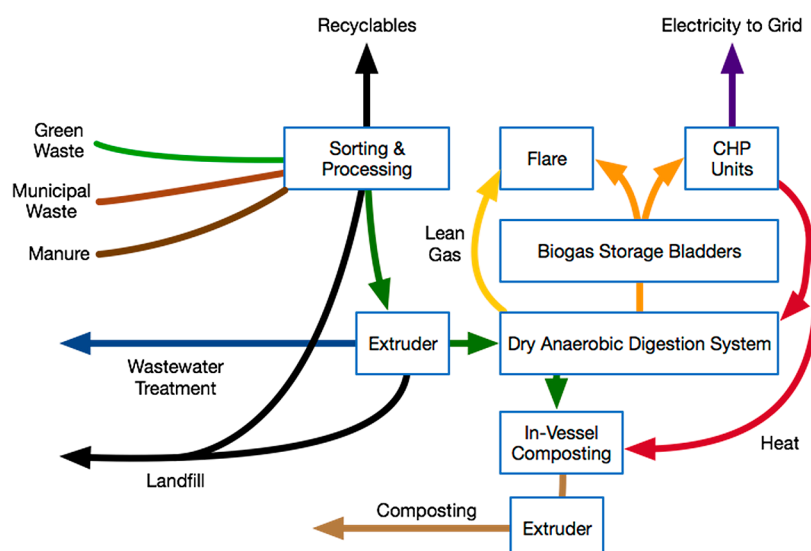 Recyclables
Electricity to Grid
Green
Waste
Municipal
Waste
Manure
Sorting &
Processing
Flare
CHP
Units
Lean
Gas
Biogas Storage Bladders
Extruder
Dry Anaerobic Digestion System
Wastewater
Treatment
In-Vessel
Composting
Heat
Landfill
Composting
Extruder